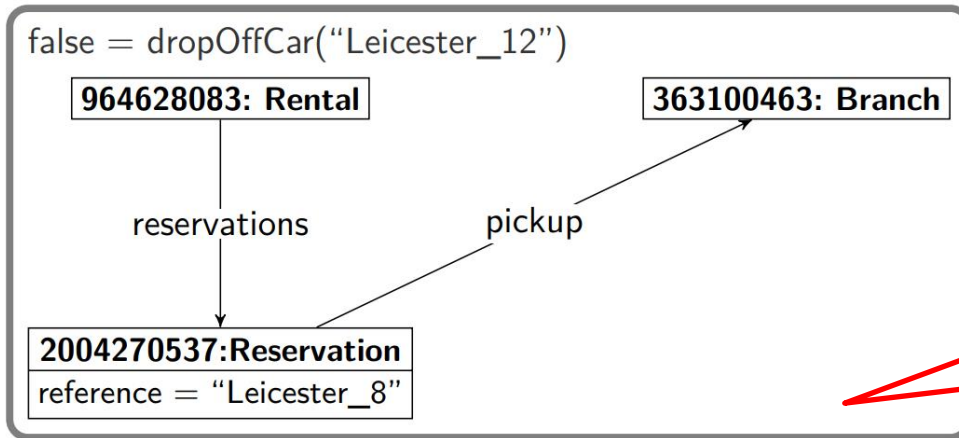 false = dropOffCar(“Leicester_12”)
964628083: Rental
363100463: Branch
reservations
pickup
2004270537:Reservation
reference = “Leicester_8”